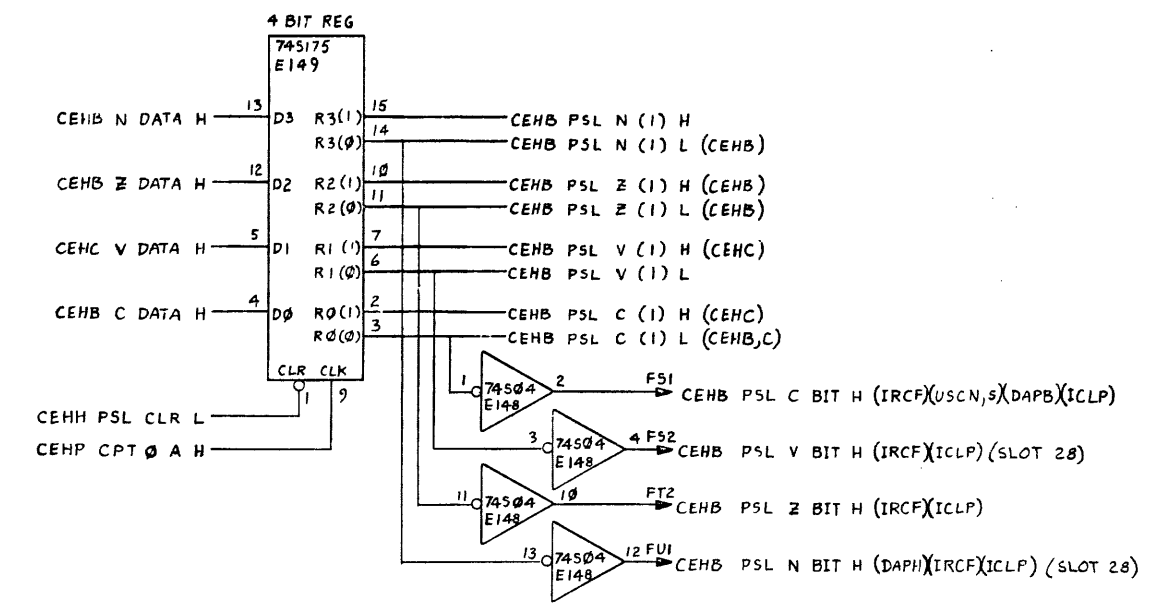 4 BIT REG
74S175
E149
CEHB N DATA H 13 D3 R3(1) 15 CEHB PSL N (1) H
R3(Ø) 14 CEHB PSL N (1) L (CEHB)
CEHB Z DATA H 12 D2 R2(1) 1Ø CEHB PSL Z (1) H (CEHB)
R2(Ø) 11 CEHB PSL Z (1) L (CEHB)
CEHC V DATA H 5 D1 R1(1) 7 CEHB PSL V (1) H (CEHC)
R1(Ø) 6 CEHB PSL V (1) L
CEHB C DATA H 4 DØ RØ(1) 2 CEHB PSL C (1) H (CEHC)
RØ(Ø) 3 CEHB PSL C (1) L (CEHB,C)
CLR CLK
CEHH PSL CLR L 1 9
CEHP CPT Ø A H
1 74SØ4 E148 2 FS1 CEHB PSL C BIT H (IRCF)(USCN,S)(DAPB)(ICLP)
3 74SØ4 E148 4 FS2 CEHB PSL V BIT H (IRCF)(ICLP) (SLOT 28)
11 74SØ4 E148 1Ø FT2 CEHB PSL Z BIT H (IRCF)(ICLP)
13 74SØ4 E148 12 FU1 CEHB PSL N BIT H (DAPH)(IRCF)(ICLP) (SLOT 28)